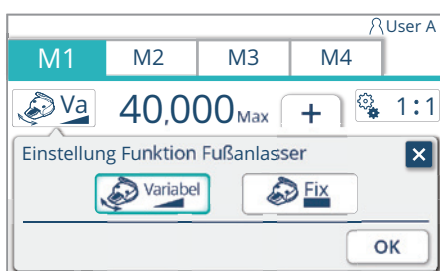 User A
M1 M2 M3 M4
Va 40,000 Max + 1:1
Einstellung Funktion Fußanlasser
Variabel Fix
OK